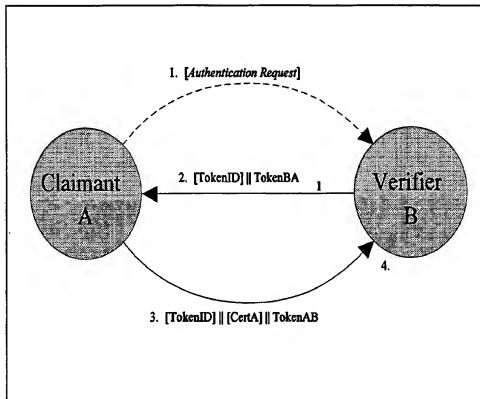 1. [Authentication Request]
Claimant
A
2. [TokenID] || TokenBA
1
Verifier
B
4.
3. [TokenID] || [CertA] || TokenAB